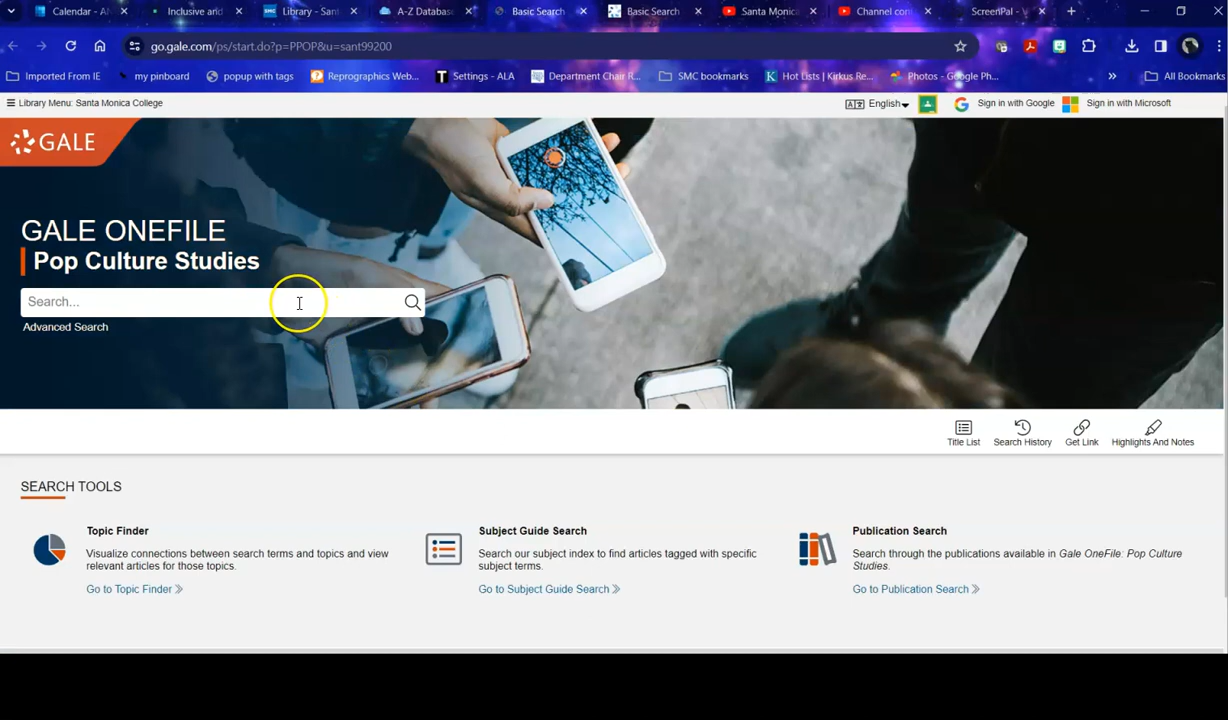 Calendar - AN
Inclusive and
SMC Library - Sant
A-Z Databas
Basic Search
Basic Search
Santa Monica
Channel con
ScreenPal - V
go.gale.com/ps/start.do?p=PPOP&u=sant99200
Imported From IE my pinboard popup with tags Reprographics Web... T Settings - ALA Department Chair R... SMC bookmarks K Hot Lists | Kirkus Re... Photos - Google Ph... » All Bookmarks
Library Menu: Santa Monica College English Sign in with Google Sign in with Microsoft
GALE
GALE ONEFILE
Pop Culture Studies
Search...
Advanced Search
Title List Search History Get Link Highlights And Notes
SEARCH TOOLS
Topic Finder
Visualize connections between search terms and topics and view
relevant articles for those topics.
Go to Topic Finder »
Subject Guide Search
Search our subject index to find articles tagged with specific
subject terms.
Go to Subject Guide Search »
Publication Search
Search through the publications available in Gale OneFile: Pop Culture
Studies.
Go to Publication Search »